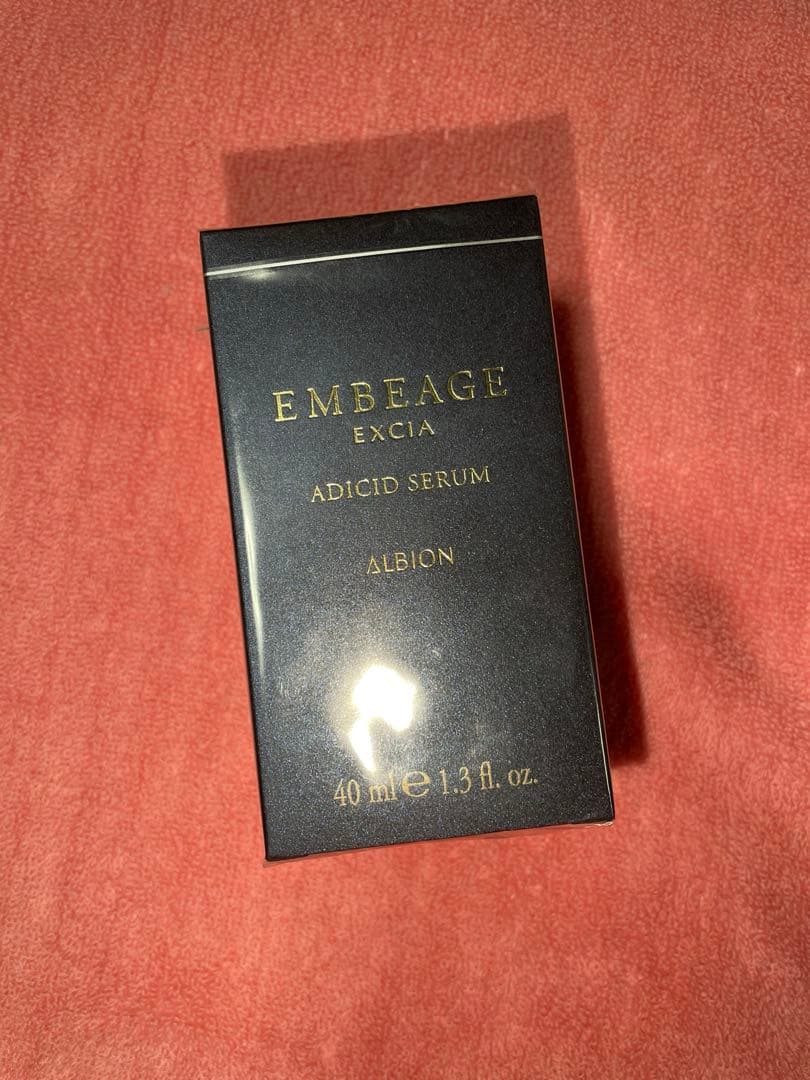 EMBEAGE
EXCIA
ADICID SERUM
ALBION
40 ml e 1.3 fl. oz.